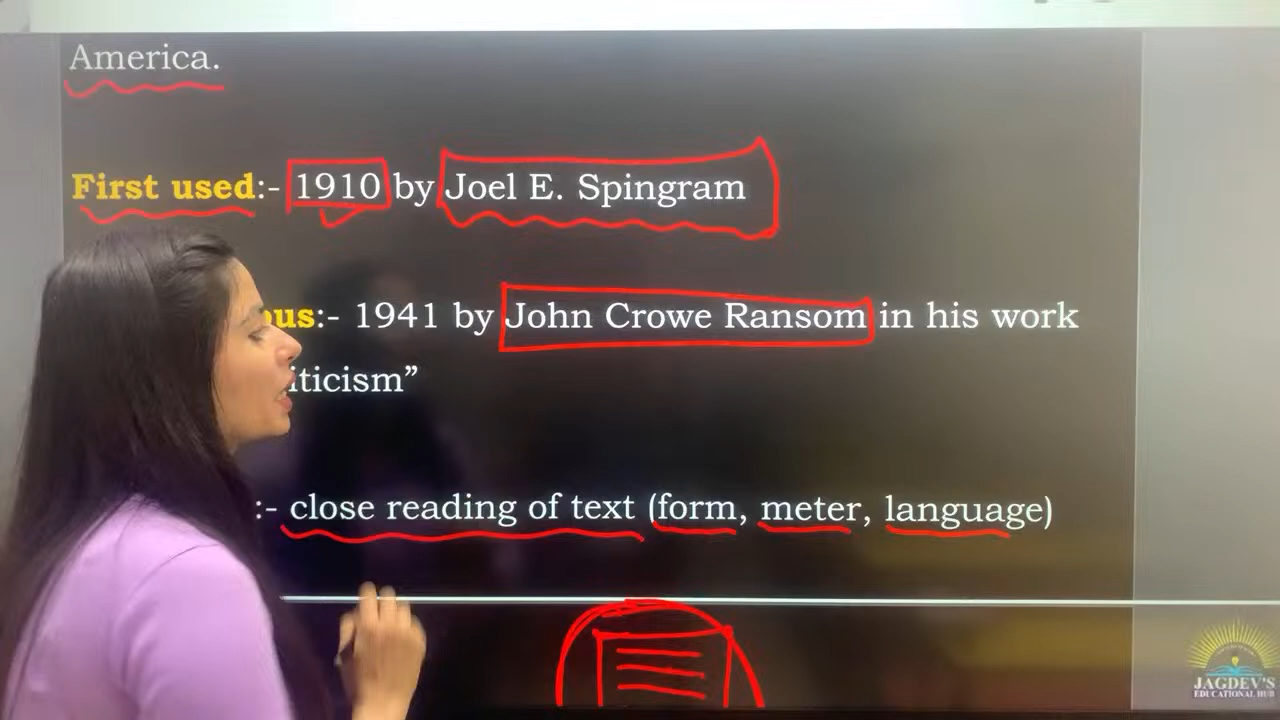 America.
First used:- 1910 by Joel E. Spingram
ous:- 1941 by John Crowe Ransom in his work
iticism”
:- close reading of text (form, meter, language)
JAGDEV'S
EDUCATIONAL HUB